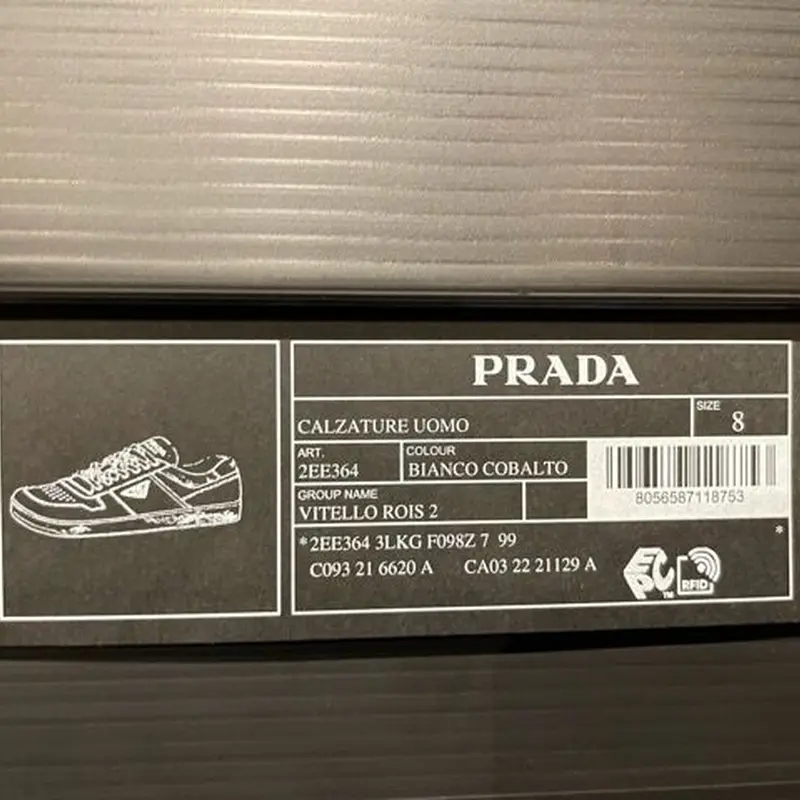 PRADA
CALZATURE UOMO
SIZE
8
ART.
2EE364
COLOUR
BIANCO COBALTO
8056587118753
GROUP NAME
VITELLO ROIS 2
*2EE364 3LKG F098Z 7 99 *
C093 21 6620 A CA03 22 21129 A
EPC™
RFID